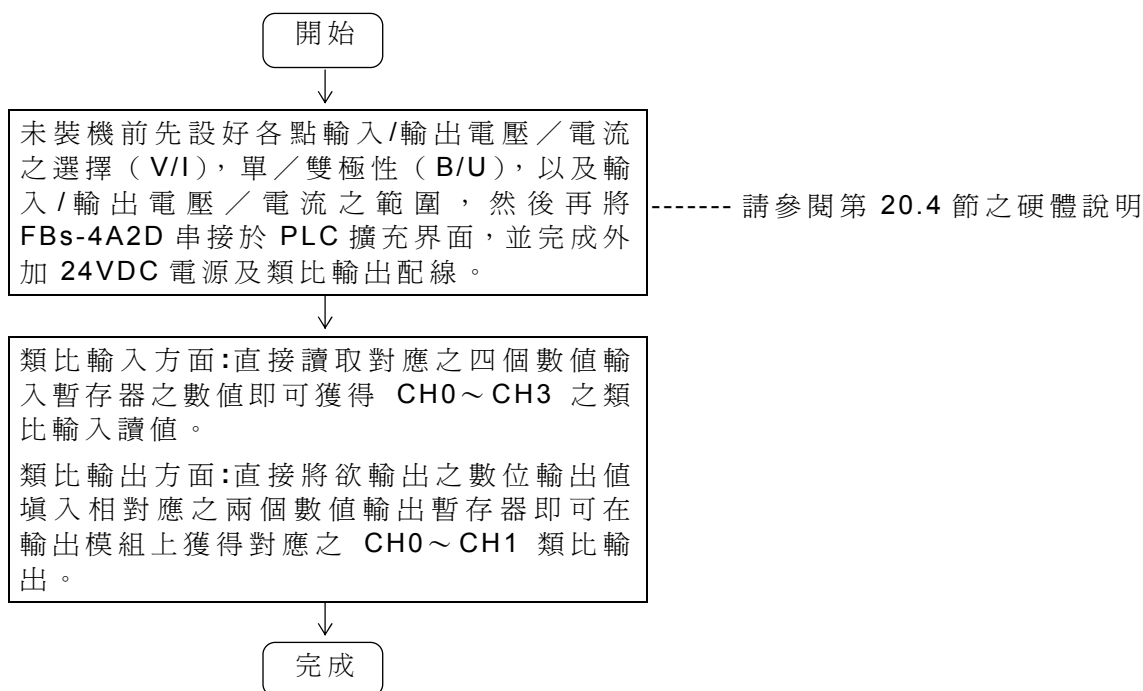 開始
未裝機前先設好各點輸入/輸出電壓／電流
之選擇（V/I），單／雙極性（B/U），以及輸
入/輸出電壓／電流之範圍，然後再將
FBs-4A2D 串接於 PLC 擴充界面，並完成外
加 24VDC 電源及類比輸出配線。
------- 請參閱第 20.4 節之硬體說明
類比輸入方面:直接讀取對應之四個數值輸
入暫存器之數值即可獲得 CH0～CH3 之類
比輸入讀值。
類比輸出方面:直接將欲輸出之數位輸出值
填入相對應之兩個數值輸出暫存器即可在
輸出模組上獲得對應之 CH0～CH1 類比輸
出。
完成